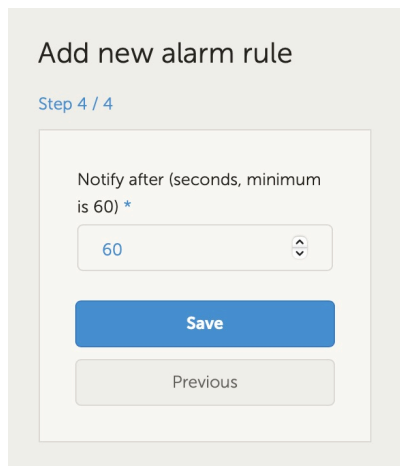 Add new alarm rule
Step 4 / 4
Notify after (seconds, minimum
is 60) *
60
Save
Previous